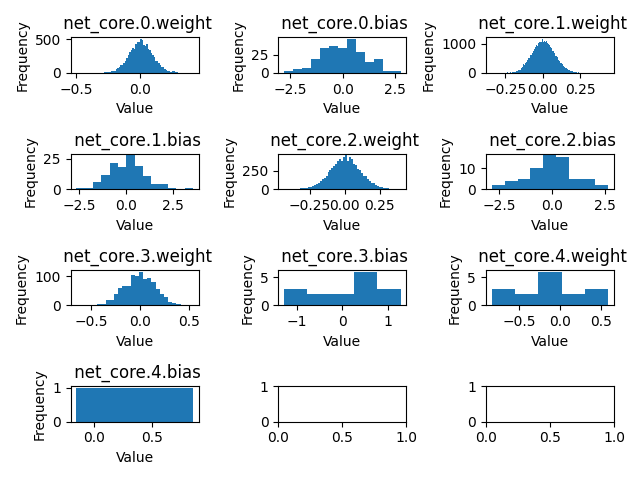 net_core.0.weight
net_core.0.bias
net_core.1.weight
Frequency
500
0
−0.5
0.0
Value
Frequency
25
0
−2.5
0.0
2.5
Value
Frequency
1000
0
−0.25
0.00
0.25
Value
net_core.1.bias
net_core.2.weight
net_core.2.bias
Frequency
25
0
−2.5
0.0
2.5
Value
Frequency
250
0
−0.25
0.00
0.25
Value
Frequency
10
0
−2.5
0.0
2.5
Value
net_core.3.weight
net_core.3.bias
net_core.4.weight
Frequency
100
0
−0.5
0.0
0.5
Value
Frequency
5
0
−1
0
1
Value
Frequency
5
0
−0.5
0.0
0.5
Value
net_core.4.bias
Frequency
1
0
0.0
0.5
Value
1
0
0.0
0.5
1.0
1
0
0.0
0.5
1.0